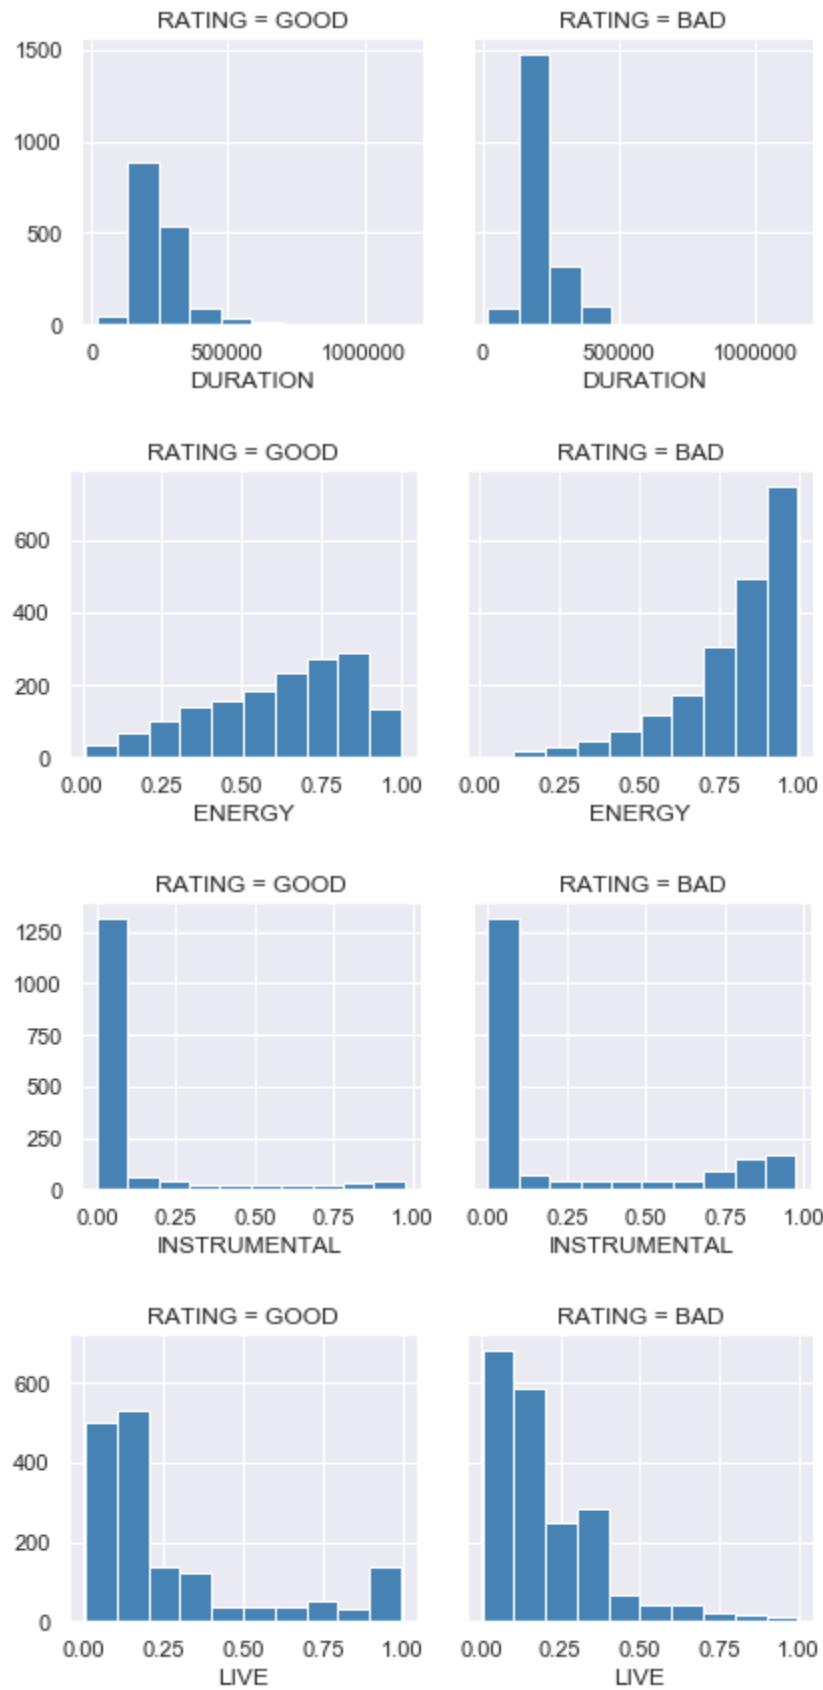 RATING = GOOD RATING = BAD
1500
1000
500
0
0 500000 1000000 0 500000 1000000
DURATION DURATION
RATING = GOOD RATING = BAD
600
400
200
0
0.00 0.25 0.50 0.75 1.00 0.00 0.25 0.50 0.75 1.00
ENERGY ENERGY
RATING = GOOD RATING = BAD
1250
1000
750
500
250
0
0.00 0.25 0.50 0.75 1.00 0.00 0.25 0.50 0.75 1.00
INSTRUMENTAL INSTRUMENTAL
RATING = GOOD RATING = BAD
600
400
200
0
0.00 0.25 0.50 0.75 1.00 0.00 0.25 0.50 0.75 1.00
LIVE LIVE